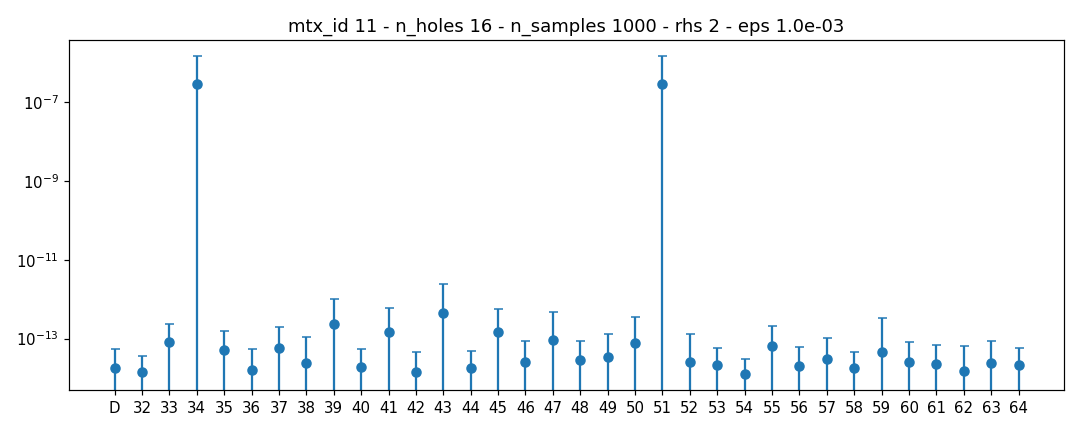 mtx_id 11 - n_holes 16 - n_samples 1000 - rhs 2 - eps 1.0e-03
10⁻⁷
10⁻⁹
10⁻¹¹
10⁻¹³
D 32 33 34 35 36 37 38 39 40 41 42 43 44 45 46 47 48 49 50 51 52 53 54 55 56 57 58 59 60 61 62 63 64